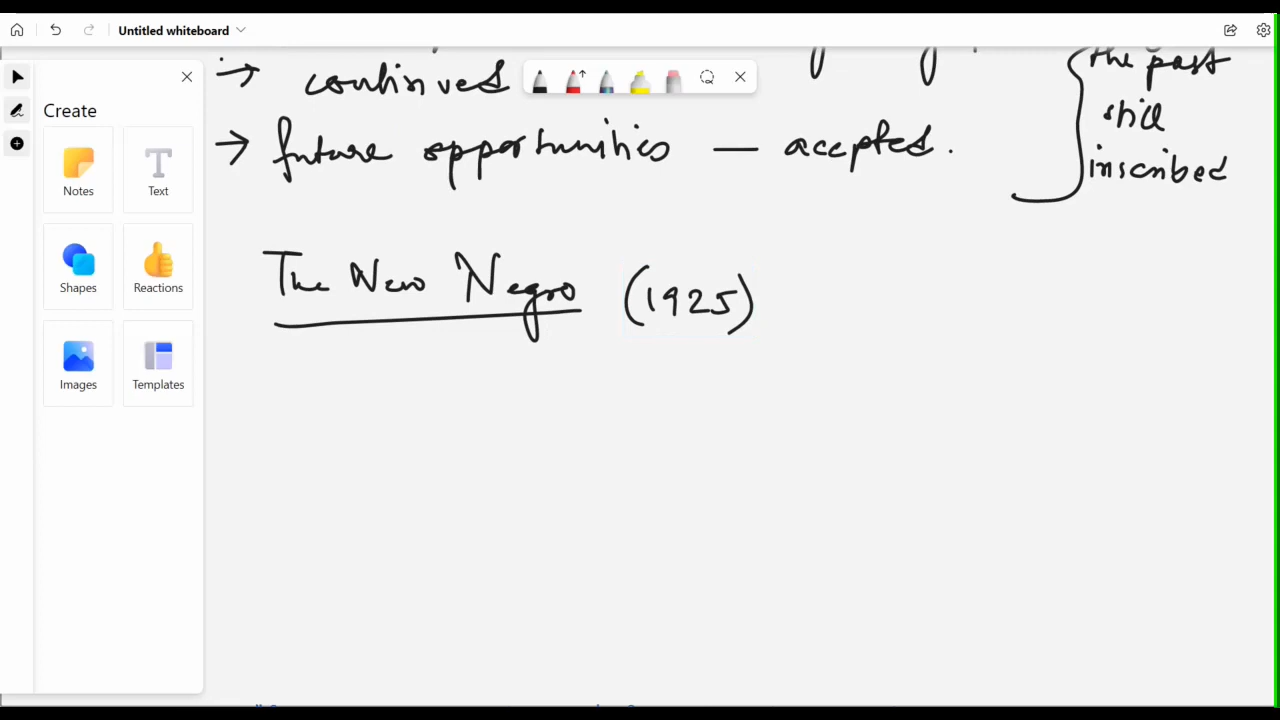 Untitled whiteboard
Create
Notes
Text
Shapes
Reactions
Images
Templates
→ continued
→ future opportunities — accepted.
the past
still
inscribed
The New Negro (1925)